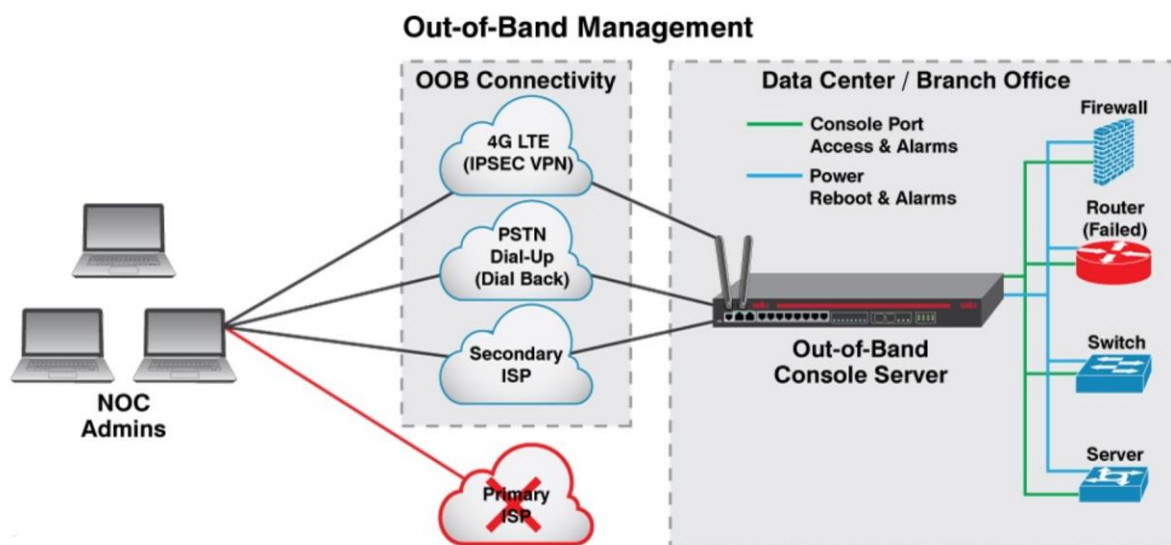 Out-of-Band Management
OOB Connectivity
4G LTE
(IPSEC VPN)
PSTN
Dial-Up
(Dial Back)
Secondary
ISP
Primary
ISP
NOC
Admins
Data Center / Branch Office
Console Port
Access & Alarms
Power
Reboot & Alarms
Out-of-Band
Console Server
Firewall
Router
(Failed)
Switch
Server